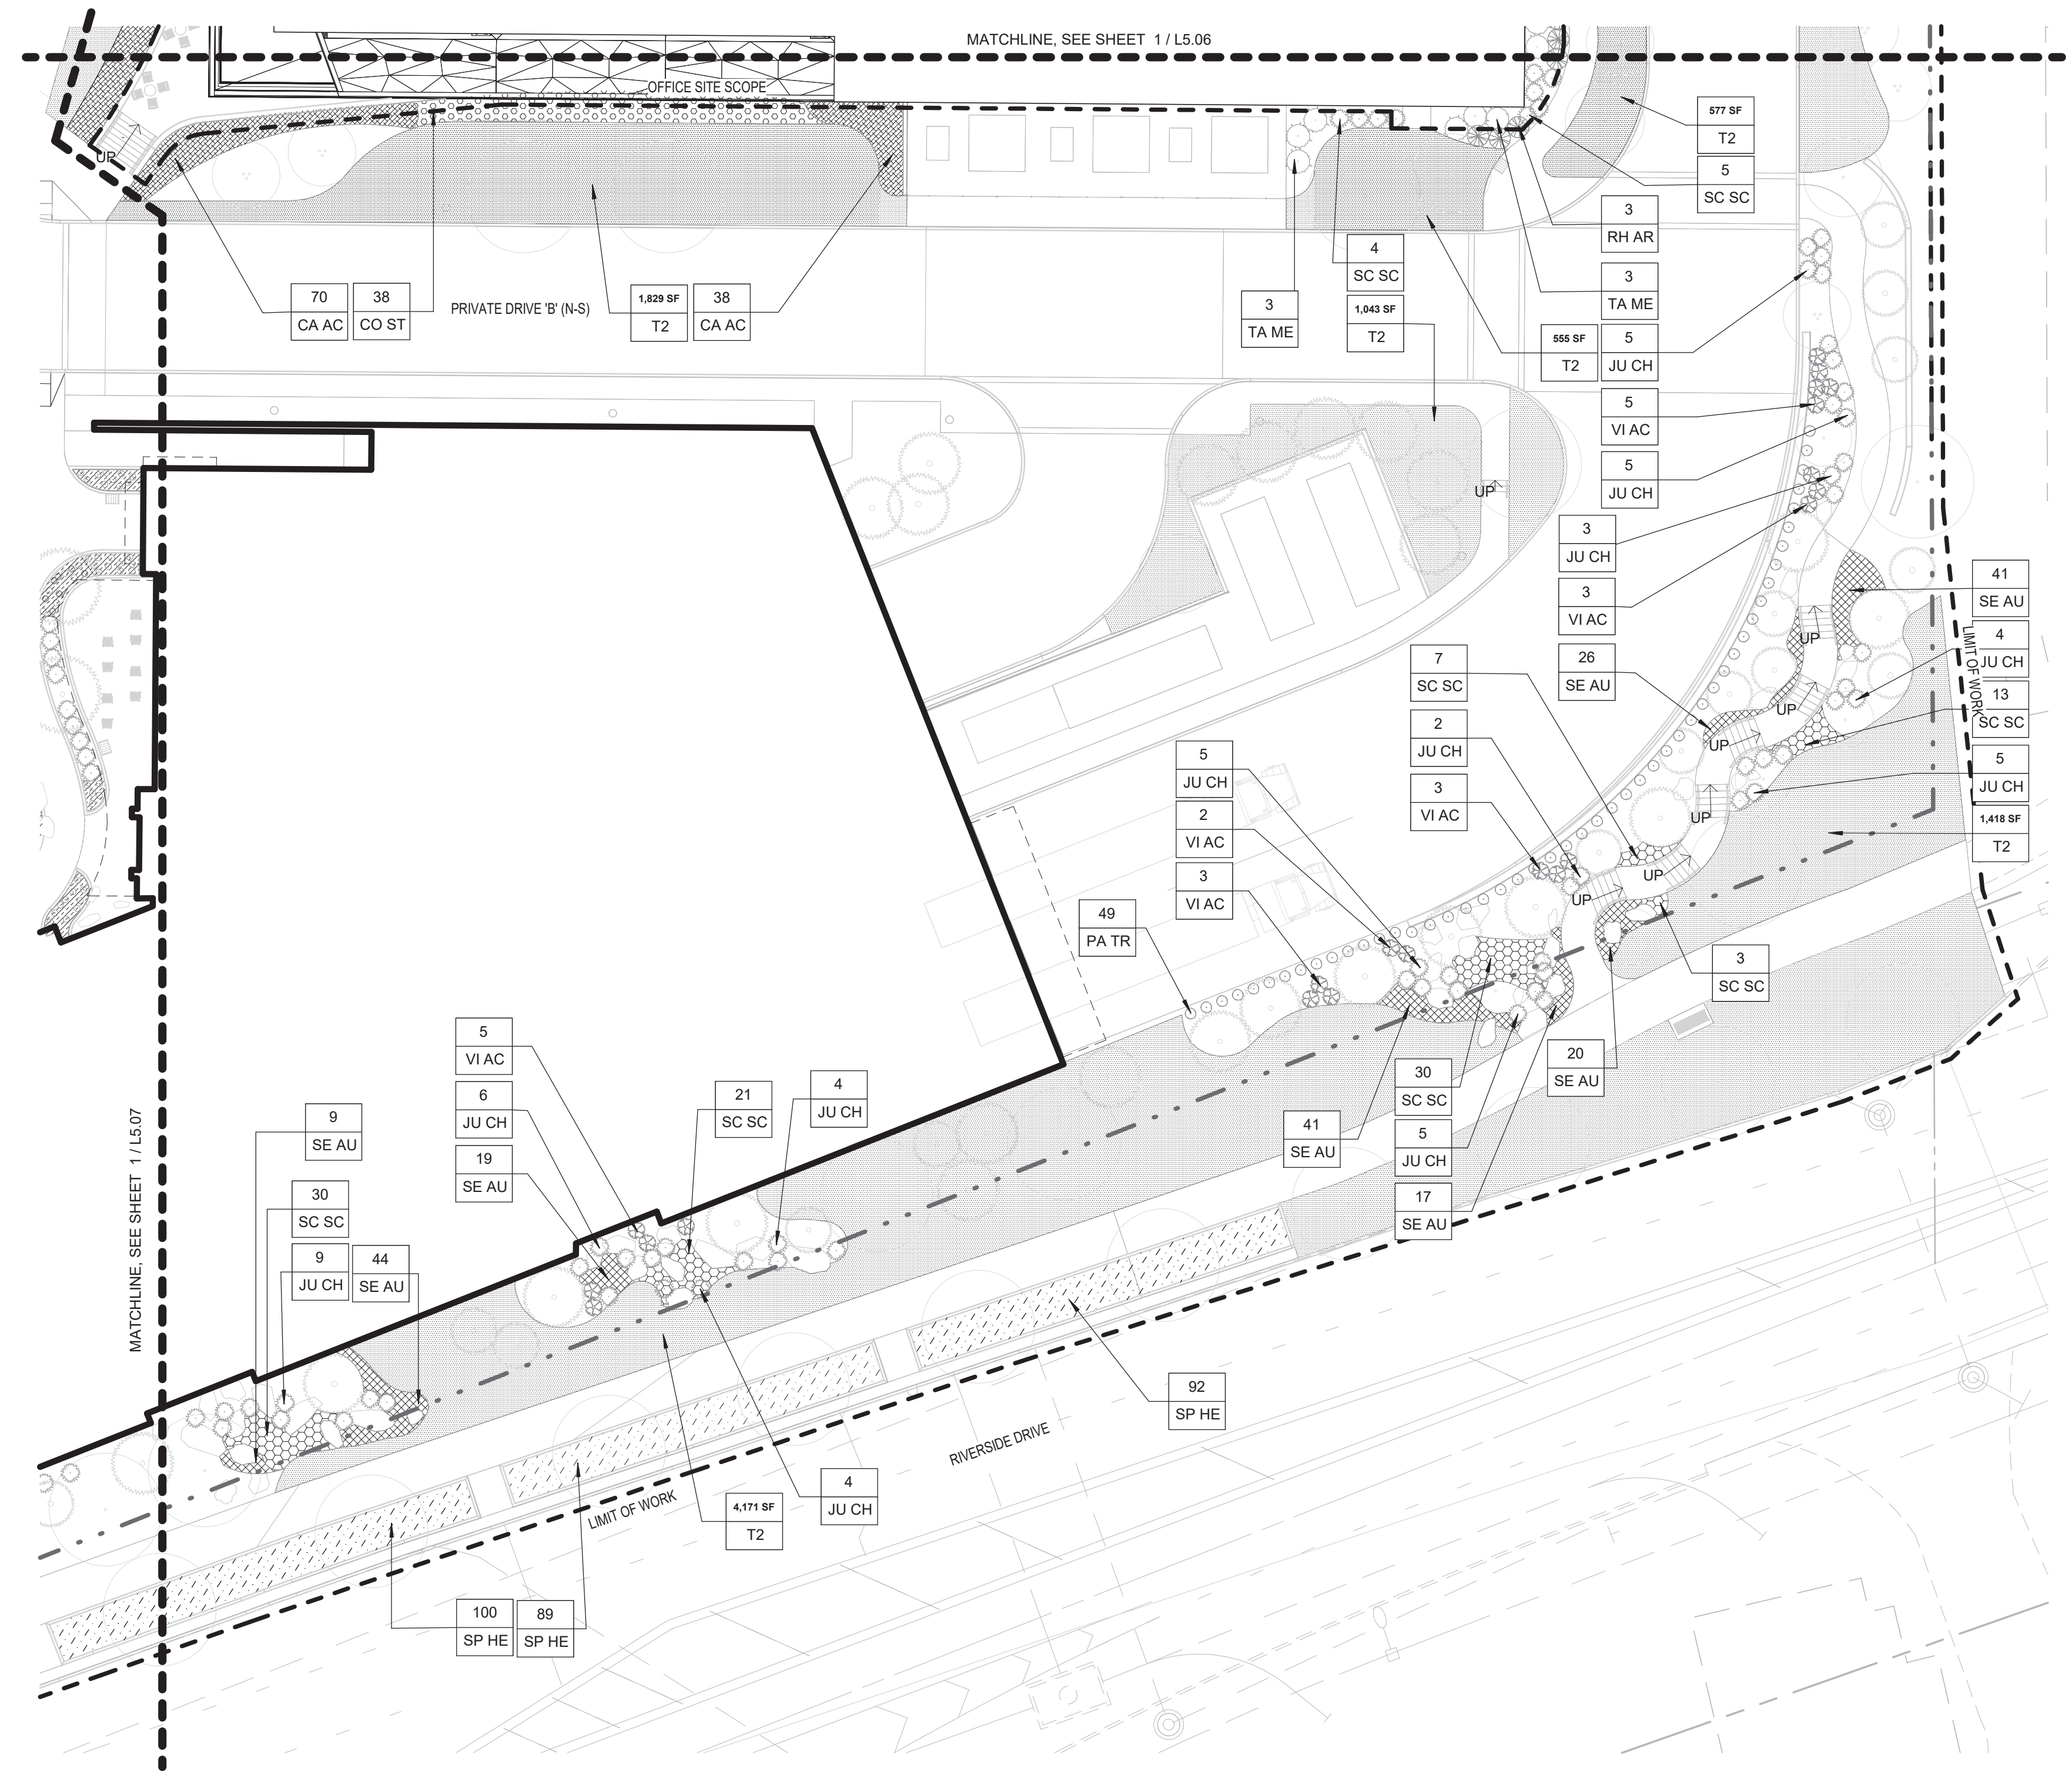 MATCHLINE, SEE SHEET 1 / L5.06
OFFICE SITE SCOPE
UP
577 SF
T2
5
SC SC
3
RH AR
4
SC SC
3
TA ME
70
CA AC
38
CO ST
PRIVATE DRIVE 'B' (N-S)
1,829 SF
T2
38
CA AC
3
TA ME
1,043 SF
T2
555 SF
T2
5
JU CH
5
VI AC
5
JU CH
UP
3
JU CH
3
VI AC
41
SE AU
4
JU CH
LIMIT OF WORK
13
SC SC
5
JU CH
1,418 SF
T2
26
SE AU
UP
UP
UP
UP
UP
UP
7
SC SC
2
JU CH
3
VI AC
5
JU CH
2
VI AC
3
VI AC
49
PA TR
3
SC SC
20
SE AU
30
SC SC
41
SE AU
5
JU CH
17
SE AU
5
VI AC
6
JU CH
19
SE AU
21
SC SC
4
JU CH
MATCHLINE, SEE SHEET 1 / L5.07
9
SE AU
30
SC SC
9
JU CH
44
SE AU
92
SP HE
RIVERSIDE DRIVE
4
JU CH
LIMIT OF WORK
4,171 SF
T2
100
SP HE
89
SP HE